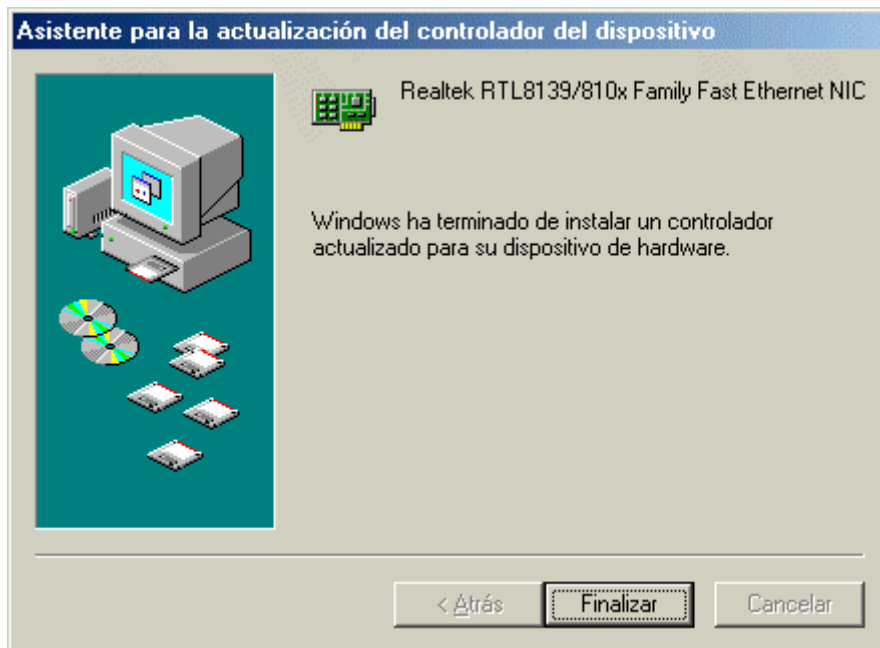 Asistente para la actualización del controlador del dispositivo
Realtek RTL8139/810x Family Fast Ethernet NIC
Windows ha terminado de instalar un controlador
actualizado para su dispositivo de hardware.
< Atrás
Finalizar
Cancelar